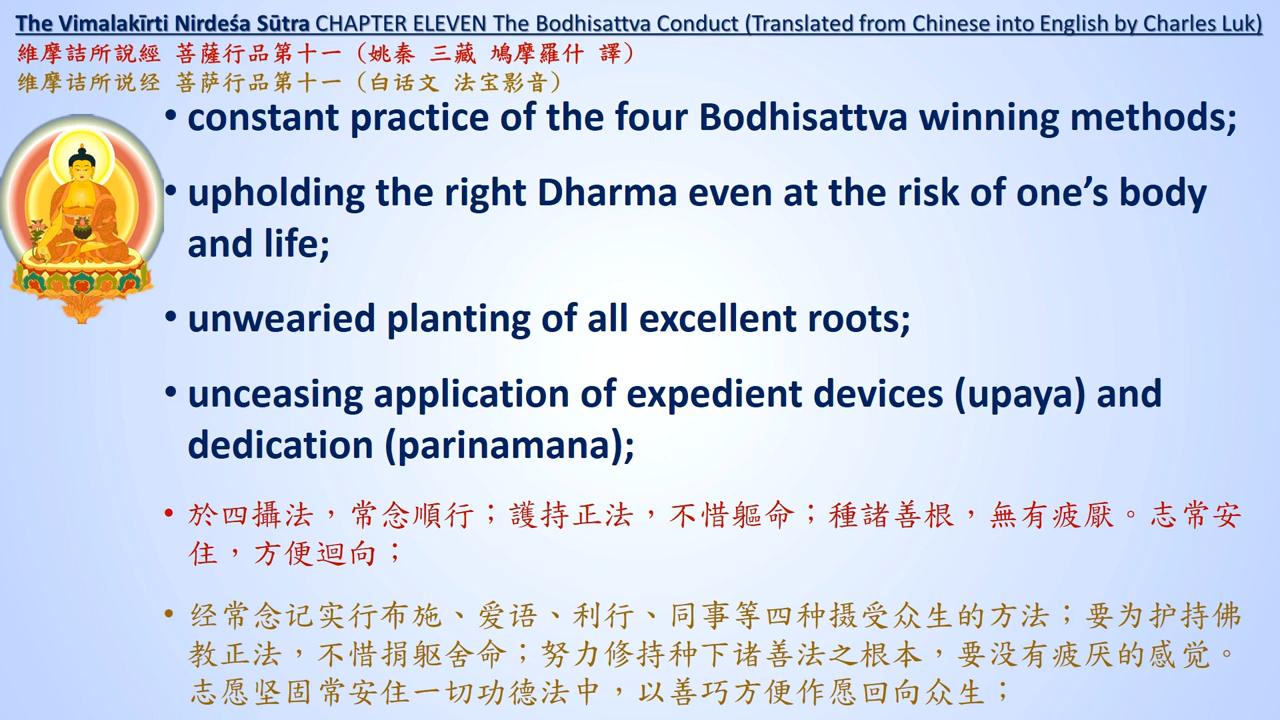 The Vimalakīrti Nirdeśa Sūtra CHAPTER ELEVEN The Bodhisattva Conduct (Translated from Chinese into English by Charles Luk)
維摩詰所說經 菩薩行品第十一（姚秦 三藏 鳩摩羅什 譯）
维摩诘所说经 菩萨行品第十一（白话文 法宝影音）
• constant practice of the four Bodhisattva winning methods;
• upholding the right Dharma even at the risk of one’s body
and life;
• unwearied planting of all excellent roots;
• unceasing application of expedient devices (upaya) and
dedication (parinamana);
• 於四攝法，常念順行；護持正法，不惜軀命；種諸善根，無有疲厭。志常安
住，方便迴向；
• 经常念记实行布施、爱语、利行、同事等四种摄受众生的方法；要为护持佛
教正法，不惜捐躯舍命；努力修持种下诸善法之根本，要没有疲厌的感觉。
志愿坚固常安住一切功德法中，以善巧方便作愿回向众生；